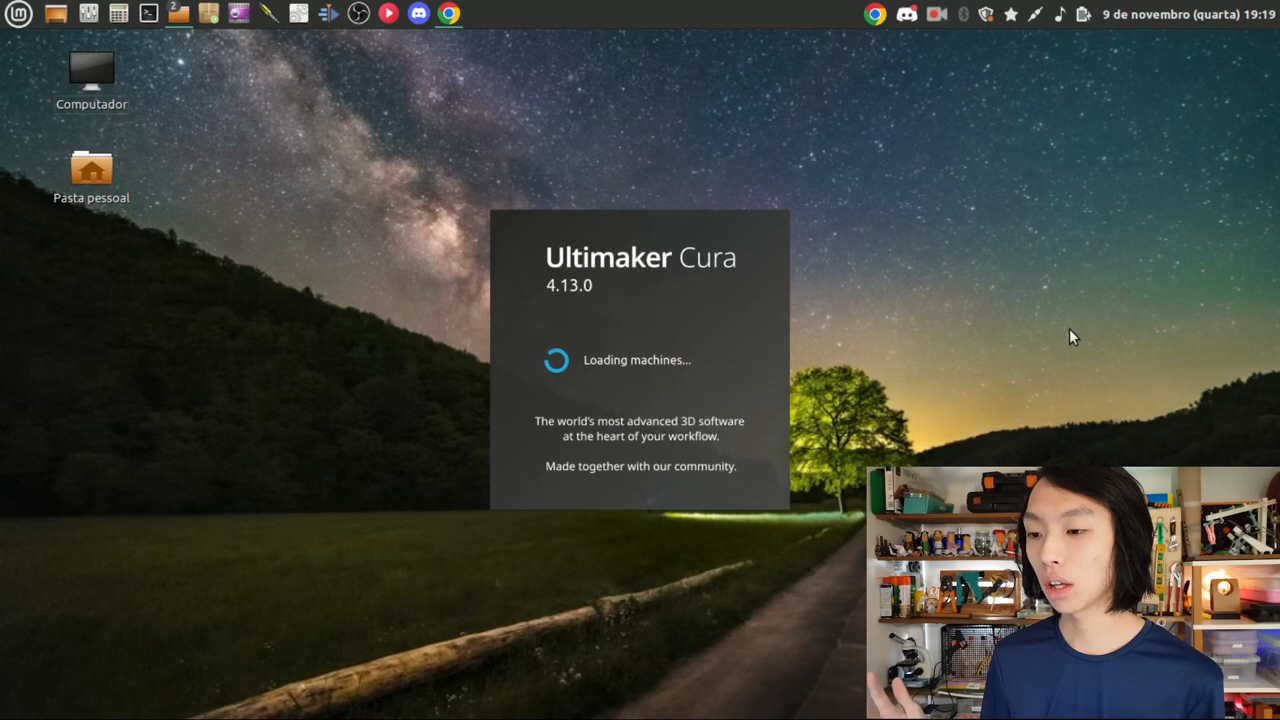 2
9 de novembro (quarta) 19:19
Computador
Pasta pessoal
Ultimaker Cura
4.13.0
Loading machines...
The world's most advanced 3D software
at the heart of your workflow.
Made together with our community.